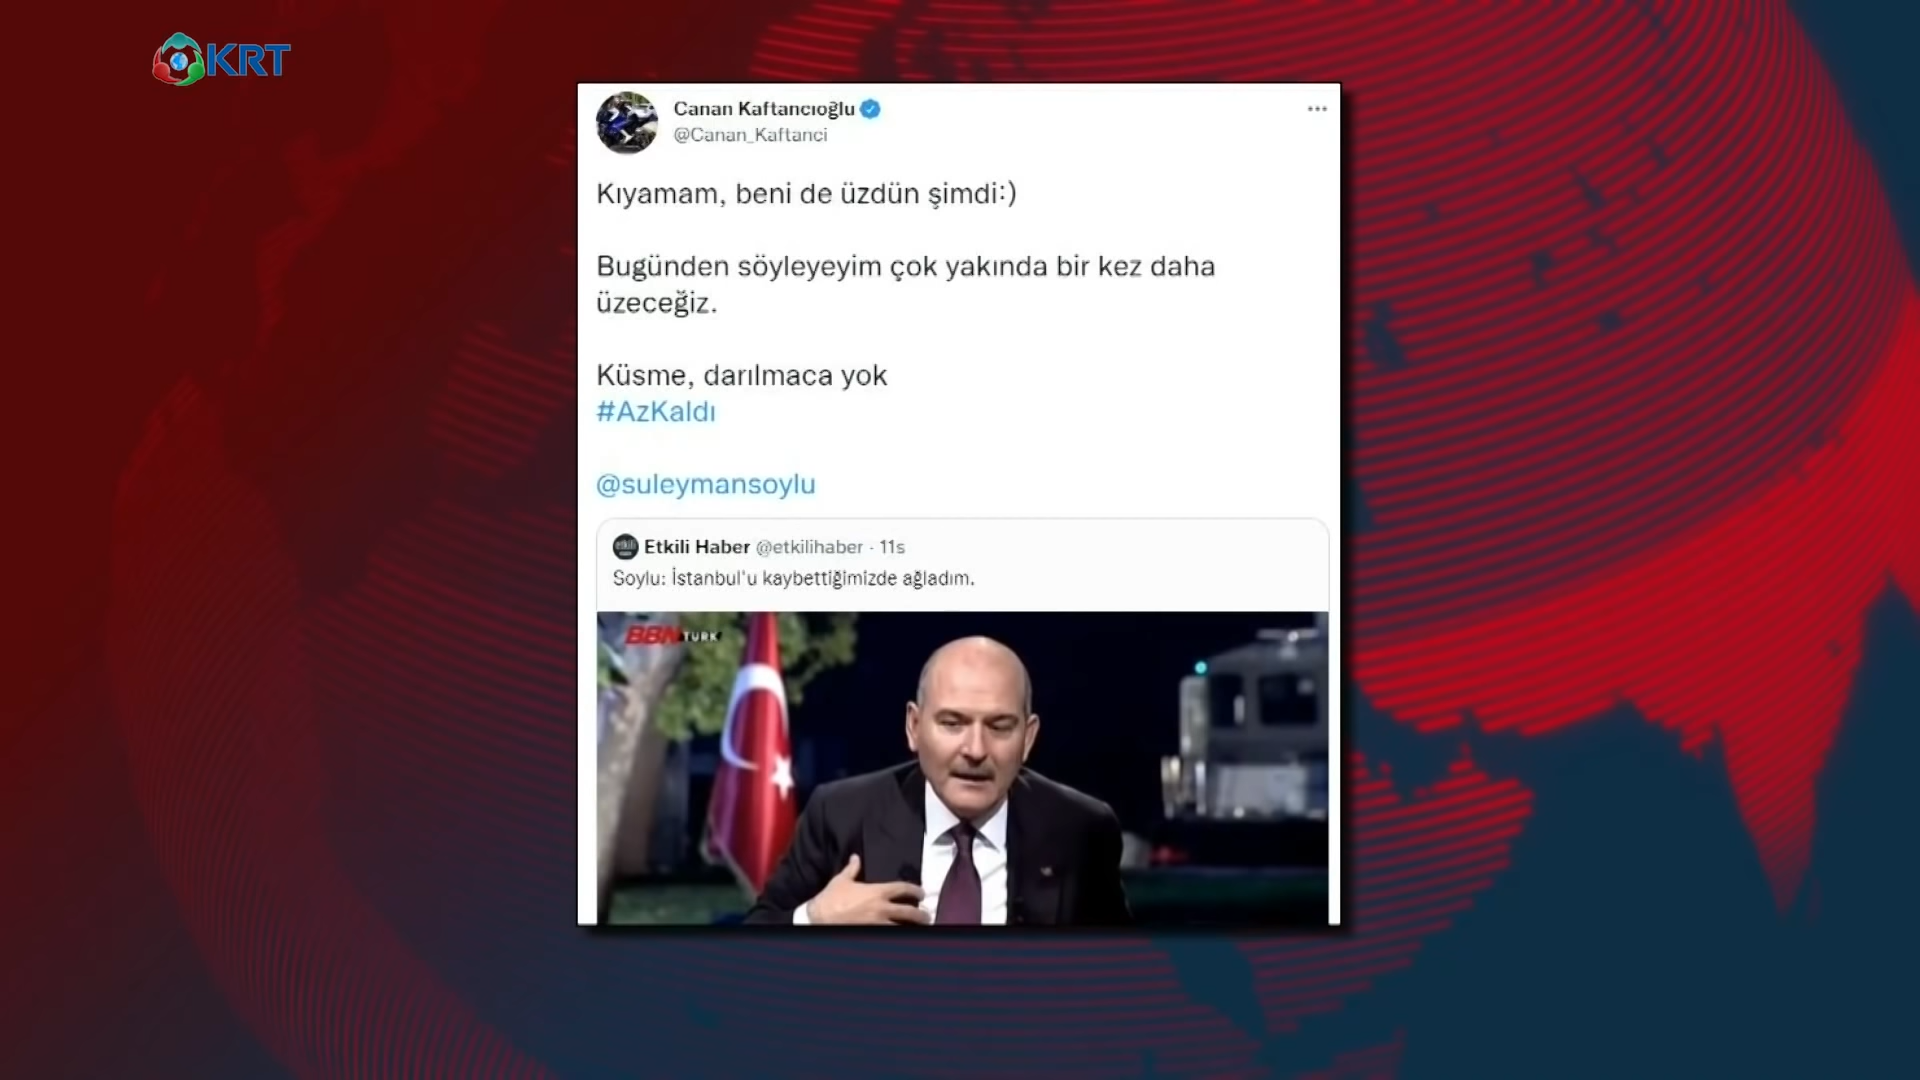 KRT
Canan Kaftancıoğlu
@Canan_Kaftanci
Kıyamam, beni de üzdün şimdi:)
Bugünden söyleyeyim çok yakında bir kez daha
üzeceğiz.
Küsme, darılmaca yok
#AzKaldı
@suleymansoylu
etkili
Etkili Haber @etkilihaber · 11s
Soylu: İstanbul'u kaybettiğimizde ağladım.
BBN TÜRK